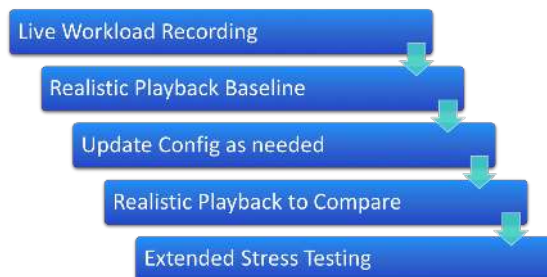 Live Workload Recording
Realistic Playback Baseline
Update Config as needed
Realistic Playback to Compare
Extended Stress Testing